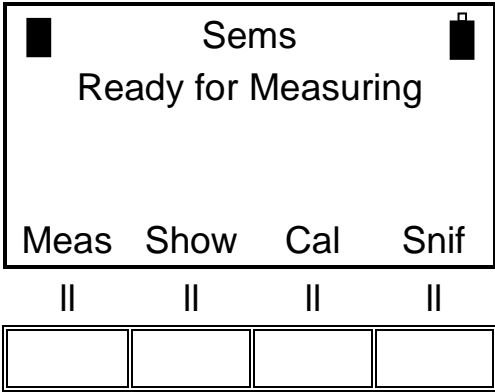 Sems
Ready for Measuring
Meas Show Cal Snif
|| || || ||